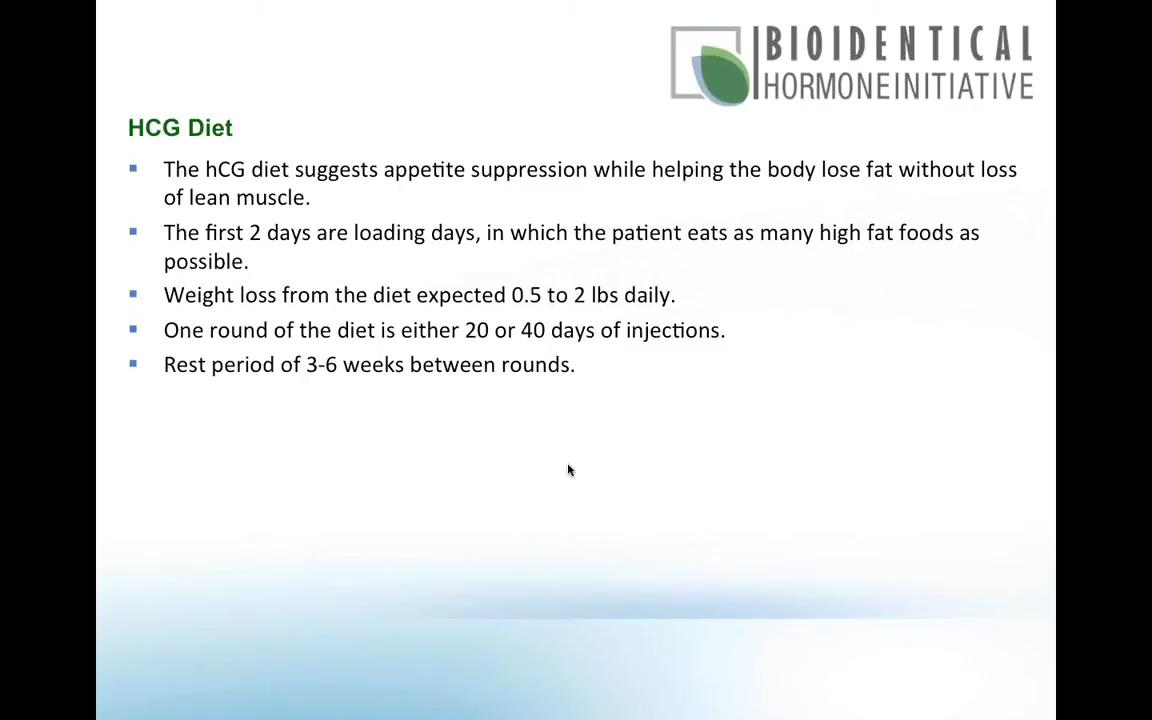 BIOIDENTICAL
HORMONEINITIATIVE
HCG Diet
The hCG diet suggests appetite suppression while helping the body lose fat without loss
of lean muscle.
The first 2 days are loading days, in which the patient eats as many high fat foods as
possible.
Weight loss from the diet expected 0.5 to 2 lbs daily.
One round of the diet is either 20 or 40 days of injections.
Rest period of 3-6 weeks between rounds.